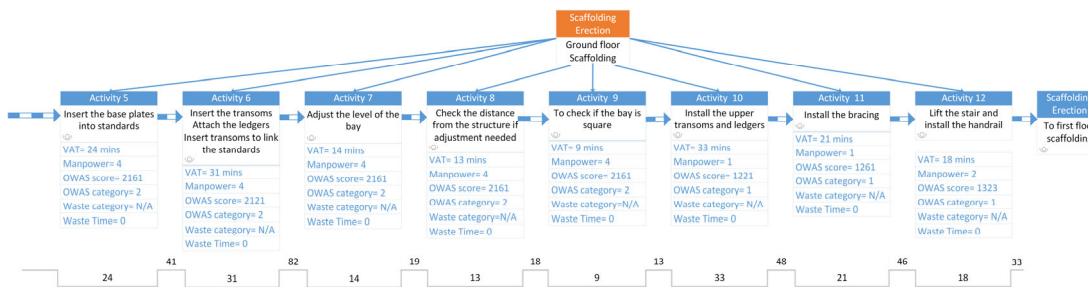 Scaffolding
Erection
Ground floor
Scaffolding
Activity 5
Insert the base plates
into standards
VAT= 24 mins
Manpower= 4
OWAS score= 2161
OWAS category= 2
Waste category= N/A
Waste Time= 0
Activity 6
Insert the transoms
Attach the ledgers
Insert transoms to link
the standards
VAT= 31 mins
Manpower= 4
OWAS score= 2121
OWAS category= 2
Waste category= N/A
Waste Time= 0
Activity 7
Adjust the level of the
bay
VAT= 14 mins
Manpower= 4
OWAS score= 2161
OWAS category= 2
Waste category= N/A
Waste Time= 0
Activity 8
Check the distance
from the structure if
adjustment needed
VAT= 13 mins
Manpower= 4
OWAS score= 2161
OWAS category= 2
Waste category=N/A
Waste Time= 0
Activity 9
To check if the bay is
square
VAT= 9 mins
Manpower= 4
OWAS score= 2161
OWAS category= 2
Waste category=N/A
Waste Time= 0
Activity 10
Install the upper
transoms and ledgers
VAT= 33 mins
Manpower= 1
OWAS score= 1221
OWAS category= 1
Waste category= N/A
Waste Time= 0
Activity 11
Install the bracing
VAT= 21 mins
Manpower= 1
OWAS score= 1261
OWAS category= 1
Waste category= N/A
Waste Time= 0
Activity 12
Lift the stair and
install the handrail
VAT= 18 mins
Manpower= 2
OWAS score= 1323
OWAS category= 1
Waste category= N/A
Waste Time= 0
Scaffolding
Erection
To first floor
scaffolding
24 41 31 82 14 19 13 18 9 13 33 48 21 46 18 33